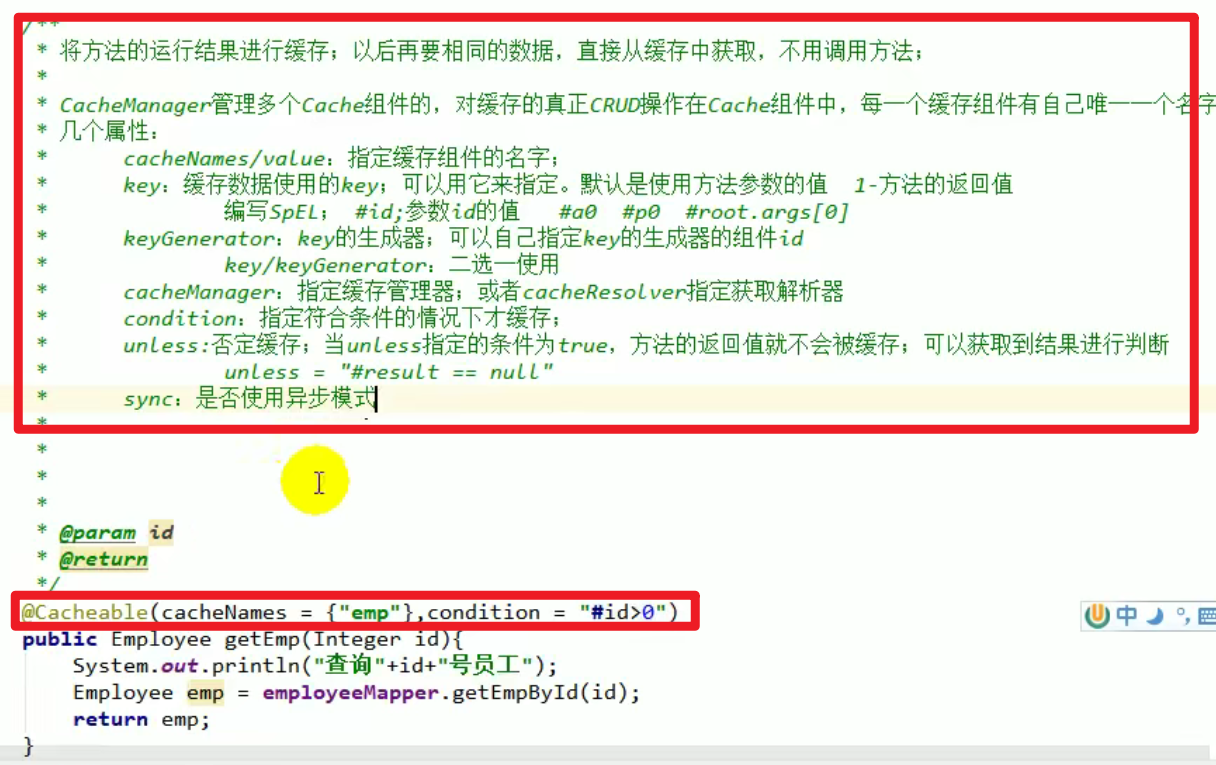 /**
* 将方法的运行结果进行缓存；以后再要相同的数据，直接从缓存中获取，不用调用方法；
*
* CacheManager管理多个Cache组件的，对缓存的真正CRUD操作在Cache组件中，每一个缓存组件有自己唯一一个名字
* 几个属性：
* cacheNames/value：指定缓存组件的名字；
* key：缓存数据使用的key；可以用它来指定。默认是使用方法参数的值 1-方法的返回值
* 编写SpEL； #id;参数id的值 #a0 #p0 #root.args[0]
* keyGenerator：key的生成器；可以自己指定key的生成器的组件id
* key/keyGenerator：二选一使用
* cacheManager：指定缓存管理器；或者cacheResolver指定获取解析器
* condition：指定符合条件的情况下才缓存；
* unless:否定缓存；当unless指定的条件为true，方法的返回值就不会被缓存；可以获取到结果进行判断
* unless = "#result == null"
* sync：是否使用异步模式
*
*
*
*
* @param id
* @return
*/
@Cacheable(cacheNames = {"emp"},condition = "#id>0")
public Employee getEmp(Integer id){
System.out.println("查询"+id+"号员工");
Employee emp = employeeMapper.getEmpById(id);
return emp;
}
中